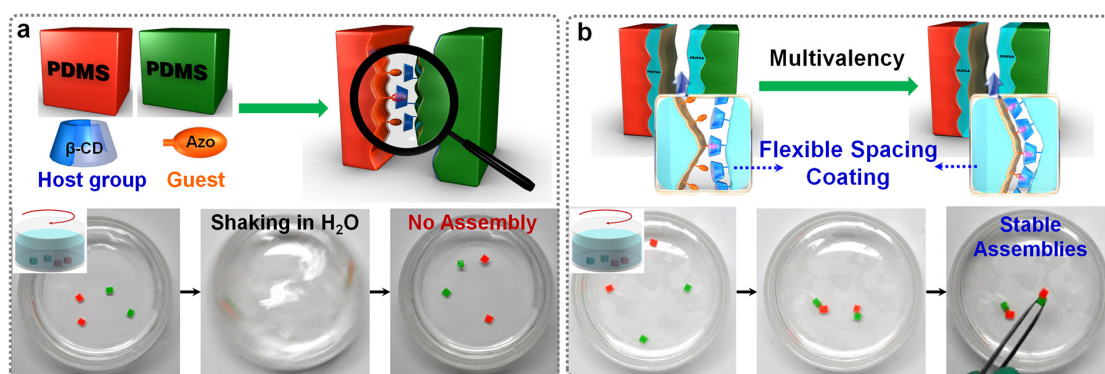 a
PDMS
PDMS
β-CD
Azo
Host group
Guest
Shaking in H₂O
No Assembly
b
Multivalency
Flexible Spacing
Coating
Stable
Assemblies